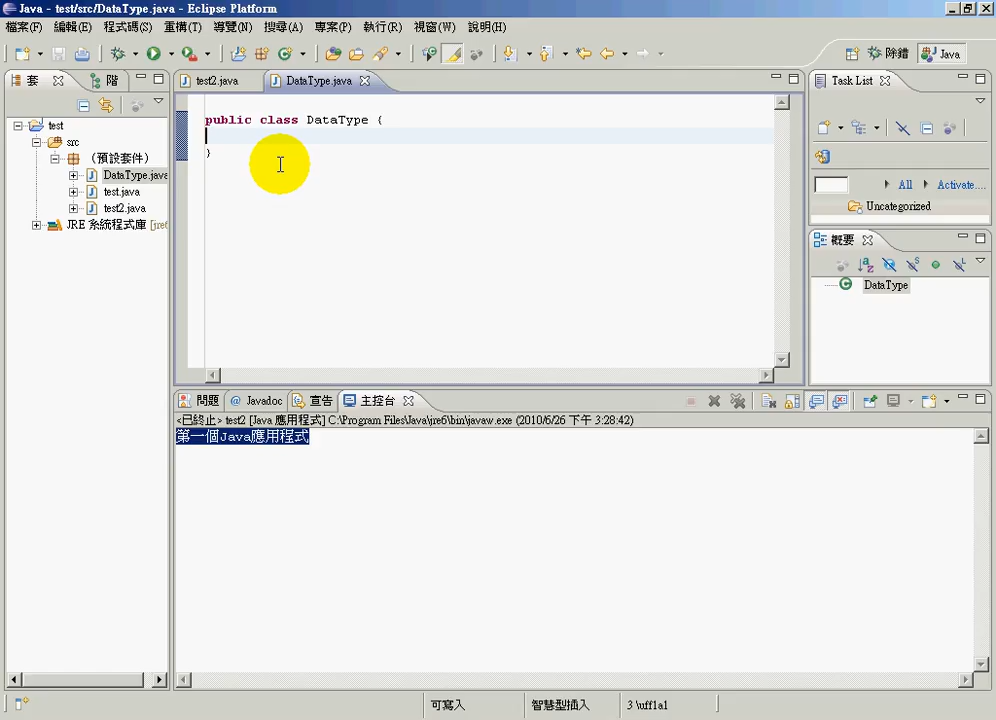 Java - test/src/DataType.java - Eclipse Platform
檔案(F) 編輯(E) 程式碼(S) 重構(T) 導覽(N) 搜尋(A) 專案(P) 執行(R) 視窗(W) 說明(H)
除錯 Java
套 階
test2.java DataType.java
Task List
test
src
(預設套件)
DataType.java
test.java
test2.java
JRE 系統程式庫 [jre6
public class DataType {
}
All Activate...
Uncategorized
概要
DataType
問題 @ Javadoc 宣告 主控台
<已終止> test2 [Java 應用程式] C:\Program Files\Java\jre6\bin\javaw.exe (2010/6/26 下午 3:28:42)
第一個Java應用程式
可寫入 智慧型插入 3 \uff1a1